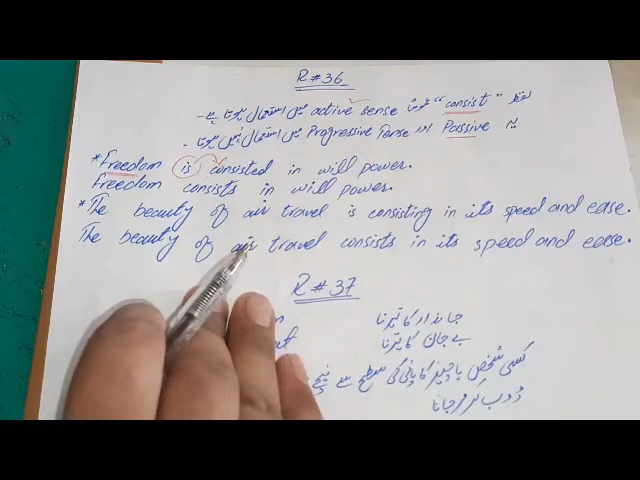 R # 36
لفظ "consist" عموماً active sense میں استعمال ہوتا ہے -
یہ Passive اور Progressive Tense میں استعمال نہیں ہوتا -
*Freedom is consisted in will power.
Freedom consists in will power.
*The beauty of air travel is consisting in its speed and ease.
The beauty of air travel consists in its speed and ease.
R # 37
جاندار کا تیرنا
بے جان کا تیرنا
کسی شخص یا چیز کا پانی کی سطح سے نیچے
ڈوب کر مر جانا